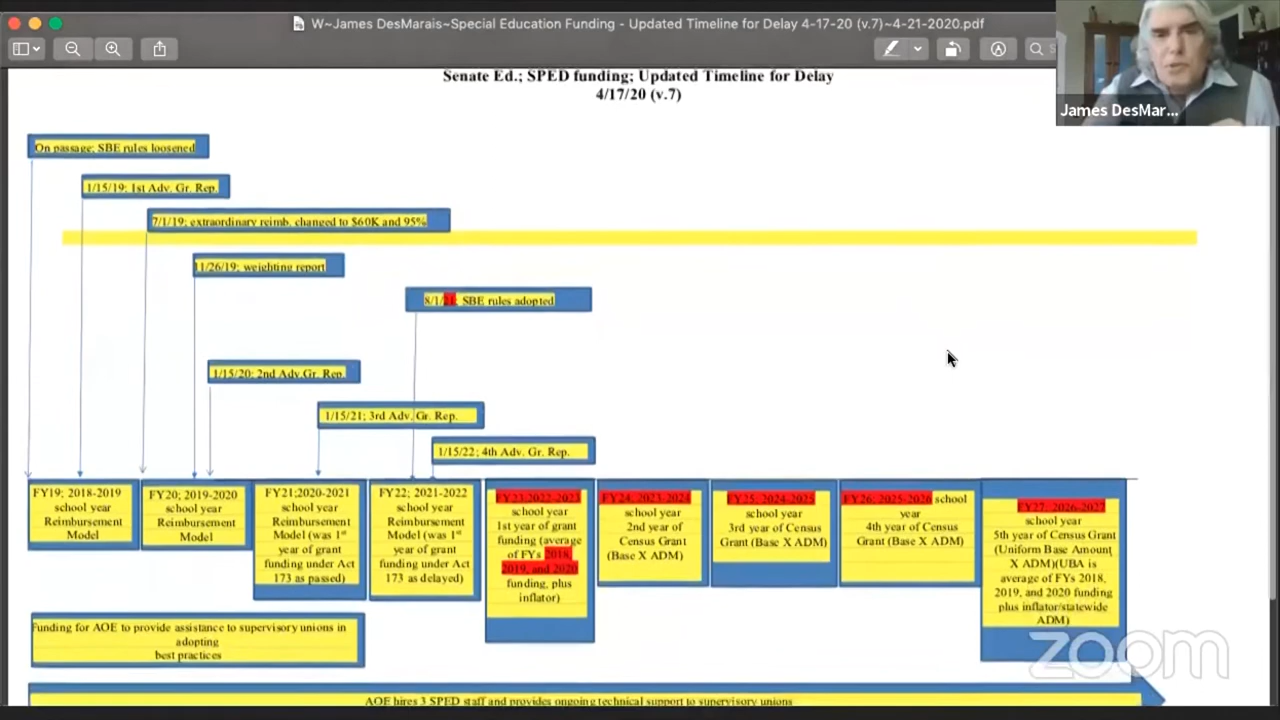 W~James DesMarais~Special Education Funding - Updated Timeline for Delay 4-17-20 (v.7)~4-21-2020.pdf
Senate Ed.; SPED funding; Updated Timeline for Delay
4/17/20 (v.7)
James DesMar...
On passage; SBE rules loosened
1/15/19; 1st Adv. Gr. Rep.
7/1/19; extraordinary reimb. changed to $60K and 95%
11/26/19; weighting report
8/1/21; SBE rules adopted
1/15/20; 2nd Adv.Gr. Rep.
1/15/21; 3rd Adv. Gr. Rep.
1/15/22; 4th Adv. Gr. Rep.
FY19; 2018-2019
school year
Reimbursement
Model
FY20; 2019-2020
school year
Reimbursement
Model
FY21;2020-2021
school year
Reimbursement
Model (was 1st
year of grant
funding under Act
173 as passed)
FY22; 2021-2022
school year
Reimbursement
Model (was 1st
year of grant
funding under Act
173 as delayed)
FY23;2022-2023
school year
1st year of grant
funding (average
of FYs 2018,
2019, and 2020
funding, plus
inflator)
FY24, 2023-2024
school year
2nd year of
Census Grant
(Base X ADM)
FY25, 2024-2025
school year
3rd year of Census
Grant (Base X ADM)
FY26, 2025-2026 school
year
4th year of Census
Grant (Base X ADM)
FY27, 2026-2027
school year
5th year of Census Grant
(Uniform Base Amount
X ADM)(UBA is
average of FYs 2018,
2019, and 2020 funding
plus inflator/statewide
ADM)
Funding for AOE to provide assistance to supervisory unions in
adopting
best practices
zoom
AOE hires 3 SPED staff and provides ongoing technical support to supervisory unions